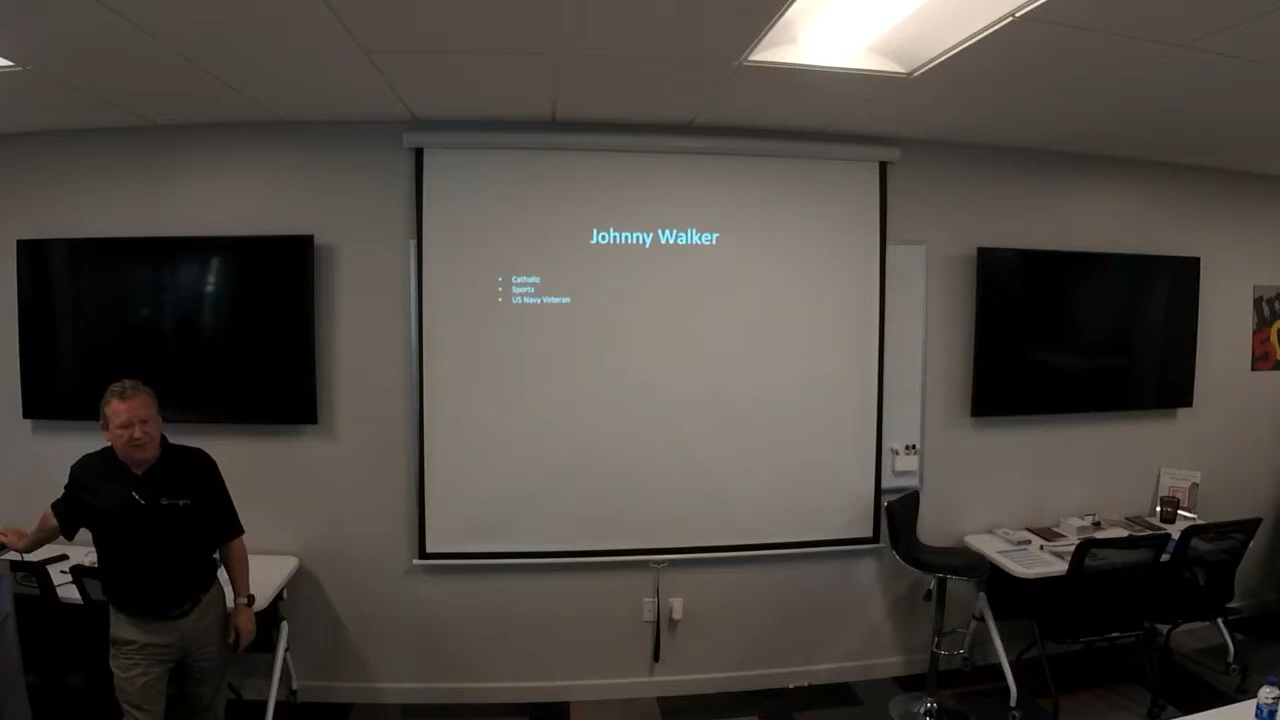 Johnny Walker
• Catholic
• Sports
• US Navy Veteran